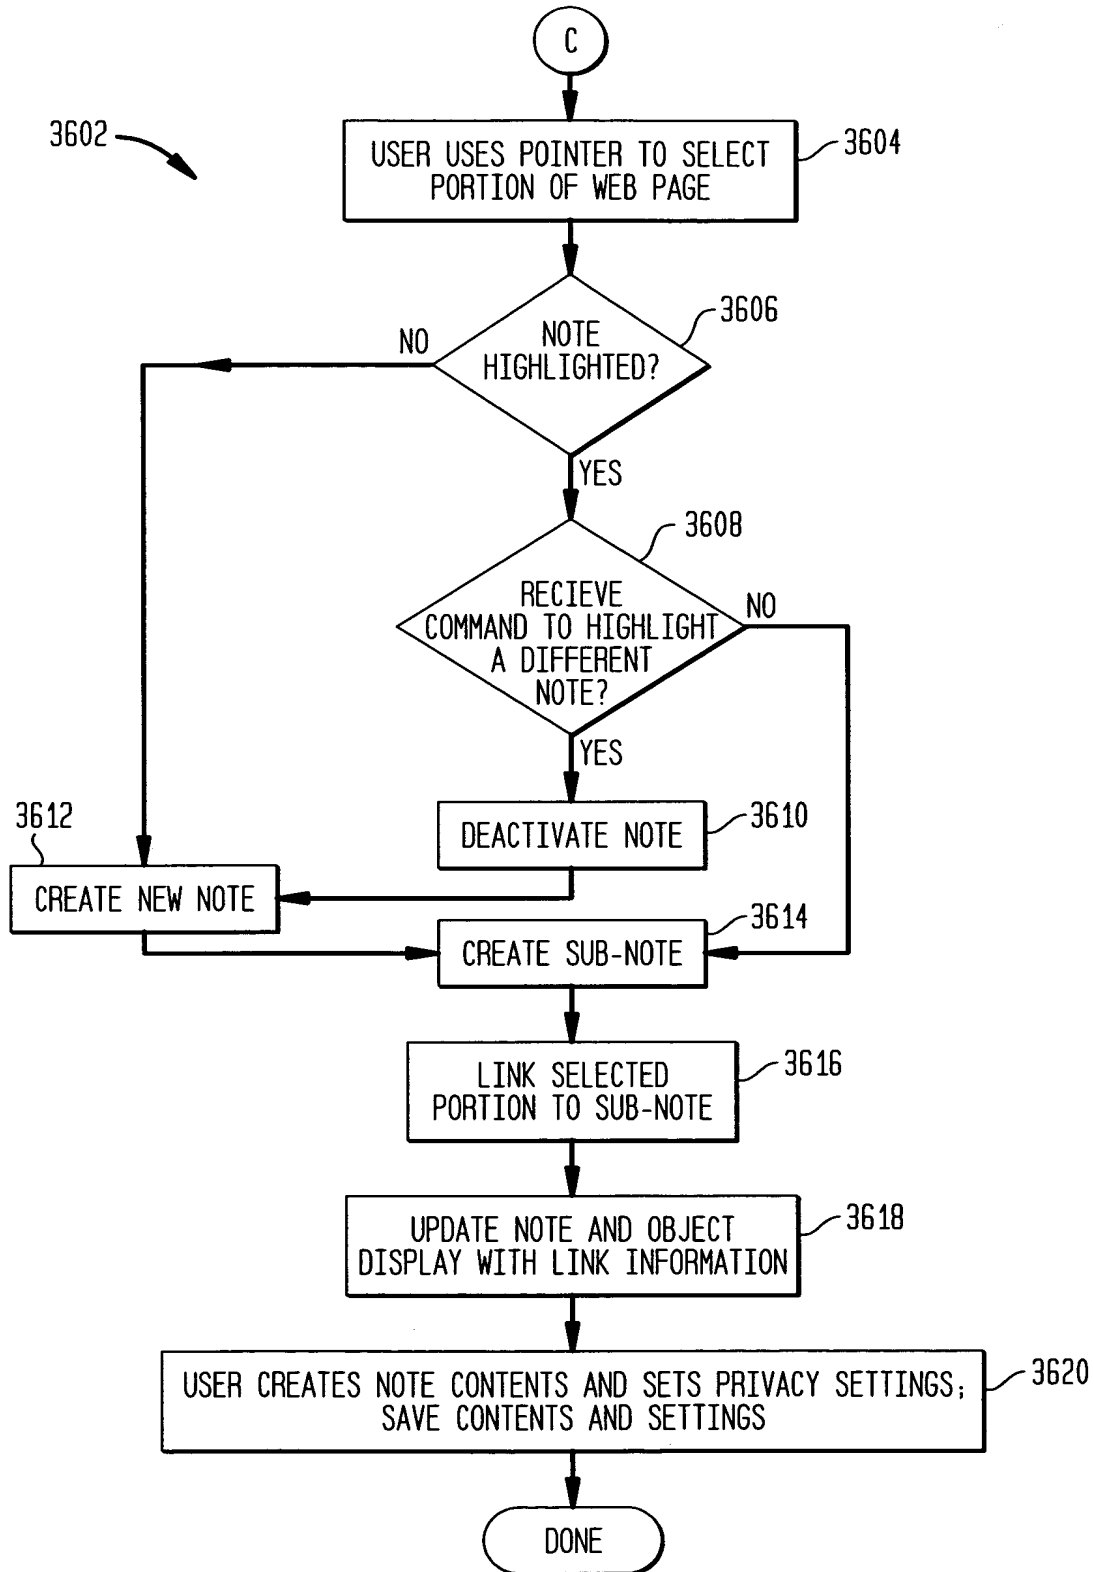 C
3602
USER USES POINTER TO SELECT
PORTION OF WEB PAGE
3604
NOTE
HIGHLIGHTED?
3606
NO
YES
RECIEVE
COMMAND TO HIGHLIGHT
A DIFFERENT
NOTE?
3608
NO
YES
DEACTIVATE NOTE
3610
3612
CREATE NEW NOTE
CREATE SUB-NOTE
3614
LINK SELECTED
PORTION TO SUB-NOTE
3616
UPDATE NOTE AND OBJECT
DISPLAY WITH LINK INFORMATION
3618
USER CREATES NOTE CONTENTS AND SETS PRIVACY SETTINGS;
SAVE CONTENTS AND SETTINGS
3620
DONE